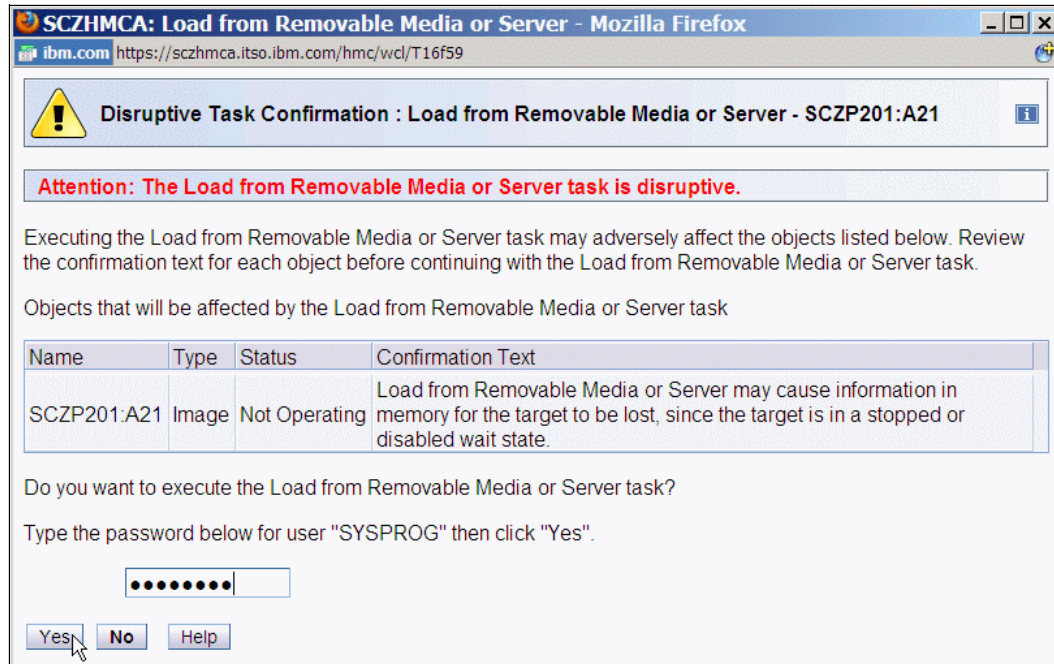 SCZHMCA: Load from Removable Media or Server - Mozilla Firefox
ibm.com https://sczhmca.itso.ibm.com/hmc/wcl/T16f59
Disruptive Task Confirmation : Load from Removable Media or Server - SCZP201:A21
Attention: The Load from Removable Media or Server task is disruptive.
Executing the Load from Removable Media or Server task may adversely affect the objects listed below. Review
the confirmation text for each object before continuing with the Load from Removable Media or Server task.
Objects that will be affected by the Load from Removable Media or Server task
Name Type Status Confirmation Text
SCZP201:A21 Image Not Operating Load from Removable Media or Server may cause information in
memory for the target to be lost, since the target is in a stopped or
disabled wait state.
Do you want to execute the Load from Removable Media or Server task?
Type the password below for user "SYSPROG" then click "Yes".
●●●●●●●●
Yes No Help